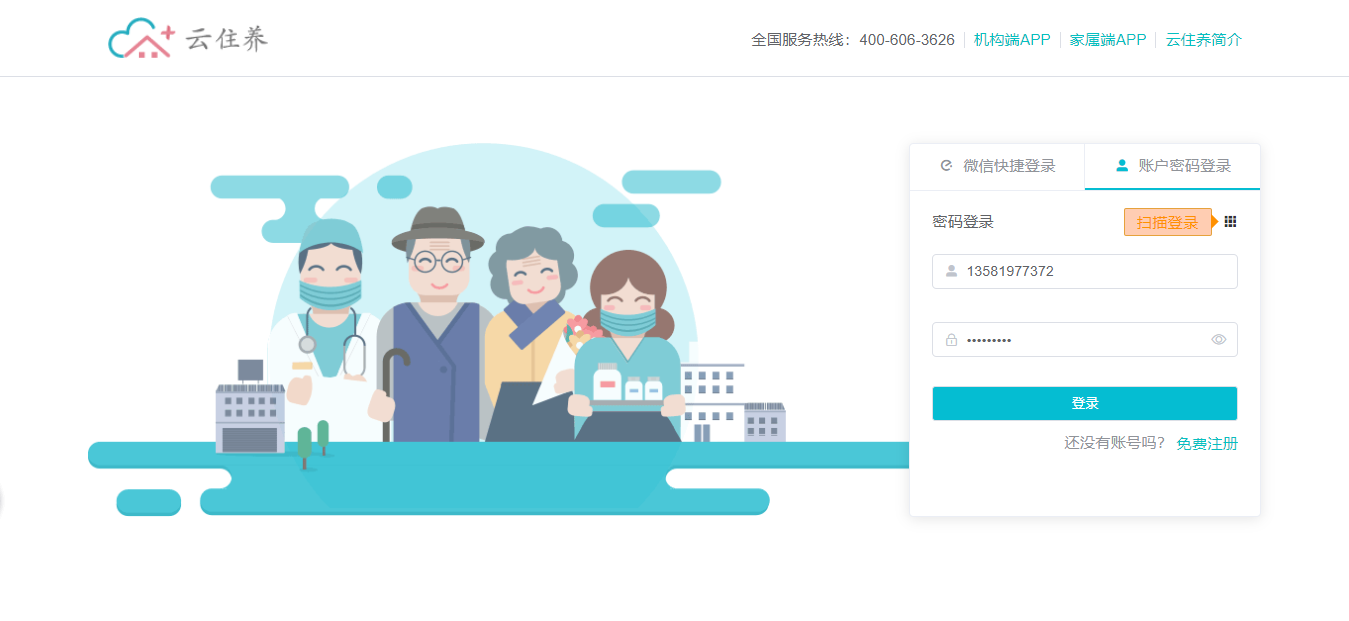 云住养
全国服务热线：400-606-3626 机构端APP 家属端APP 云住养简介
微信快捷登录 账户密码登录
密码登录 扫描登录
13581977372
•••••••••
登录
还没有账号吗？ 免费注册